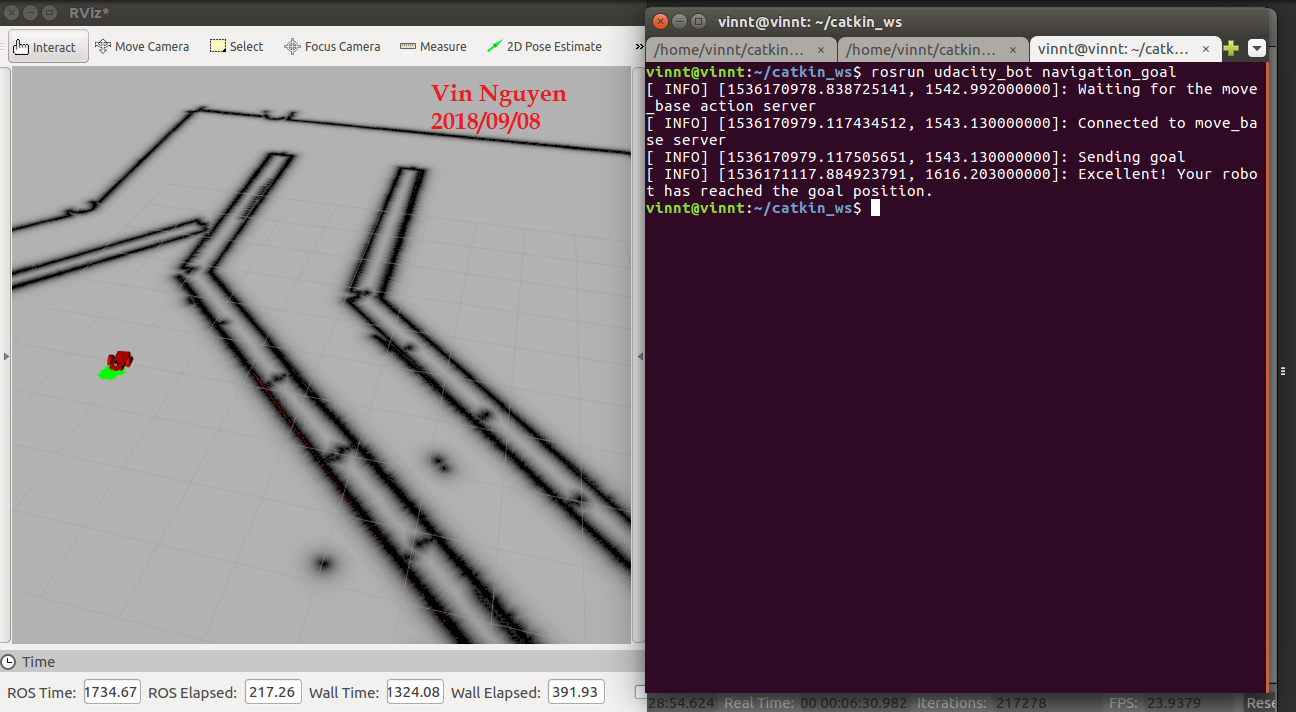 RViz*
Interact Move Camera Select Focus Camera Measure 2D Pose Estimate »
Vin Nguyen
2018/09/08
Time
ROS Time: 1734.67 ROS Elapsed: 217.26 Wall Time: 1324.08 Wall Elapsed: 391.93
vinnt@vinnt: ~/catkin_ws
/home/vinnt/catkin... × /home/vinnt/catkin... × vinnt@vinnt: ~/catk... ×
vinnt@vinnt:~/catkin_ws$ rosrun udacity_bot navigation_goal
[ INFO] [1536170978.838725141, 1542.992000000]: Waiting for the move
_base action server
[ INFO] [1536170979.117434512, 1543.130000000]: Connected to move_ba
se server
[ INFO] [1536170979.117505651, 1543.130000000]: Sending goal
[ INFO] [1536171117.884923791, 1616.203000000]: Excellent! Your robo
t has reached the goal position.
vinnt@vinnt:~/catkin_ws$
28:54.624 Real Time: 00 00:06:30.982 Iterations: 217278 FPS: 23.9379 Rese